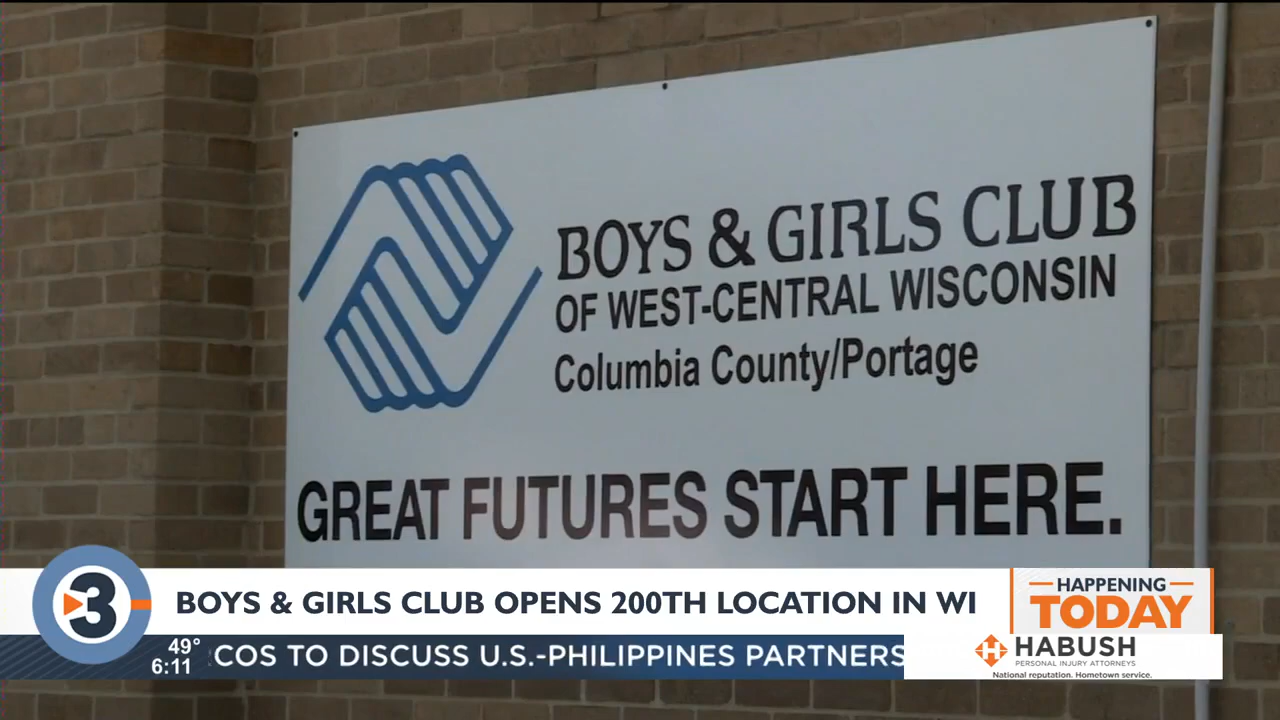 BOYS & GIRLS CLUB
OF WEST-CENTRAL WISCONSIN
Columbia County/Portage
GREAT FUTURES START HERE.
3
BOYS & GIRLS CLUB OPENS 200TH LOCATION IN WI
HAPPENING
TODAY
49°
6:11
COS TO DISCUSS U.S.-PHILIPPINES PARTNERS
HABUSH
PERSONAL INJURY ATTORNEYS
National reputation. Hometown service.